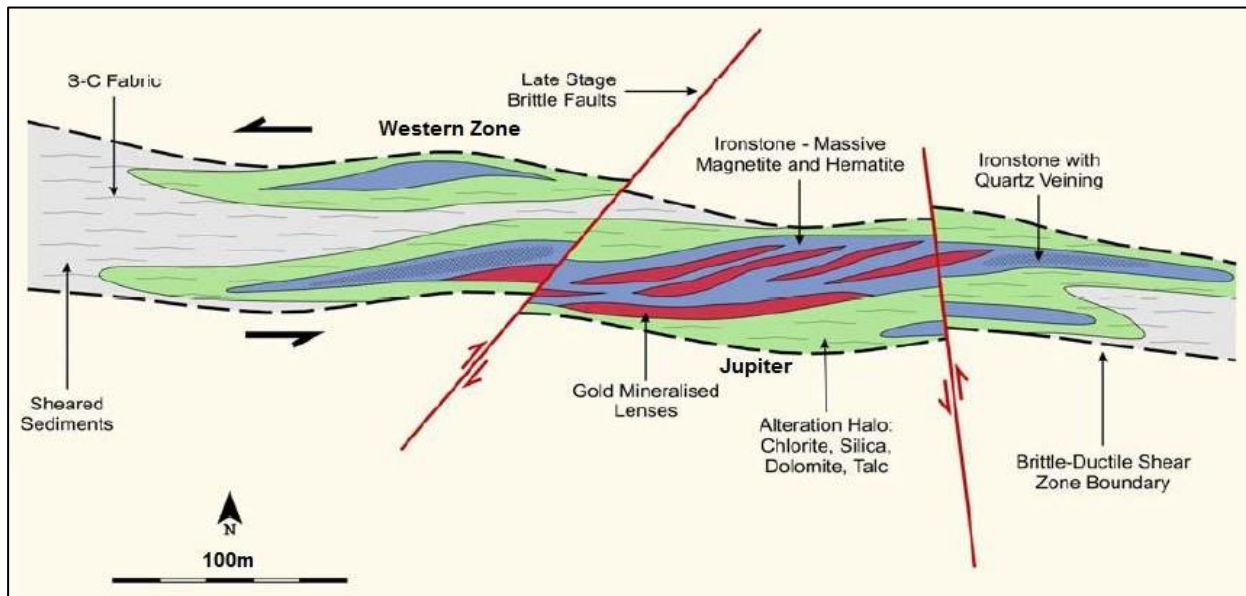 S-C Fabric
Late Stage
Brittle Faults
Western Zone
Ironstone - Massive
Magnetite and Hematite
Ironstone with
Quartz Veining
Sheared
Sediments
Gold Mineralised
Lenses
Jupiter
Alteration Halo:
Chlorite, Silica,
Dolomite, Talc
Brittle-Ductile Shear
Zone Boundary
N
100m